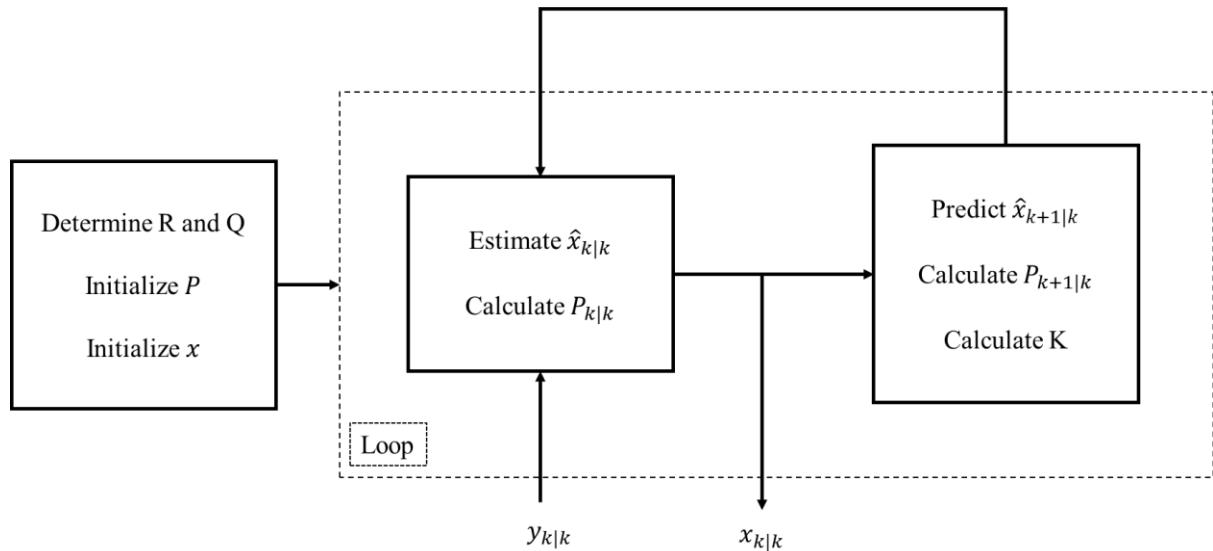 Determine R and Q
Initialize P
Initialize x
Estimate x̂ₖ|ₖ
Calculate Pₖ|ₖ
Predict x̂ₖ₊₁|ₖ
Calculate Pₖ₊₁|ₖ
Calculate K
Loop
yₖ|ₖ
xₖ|ₖ